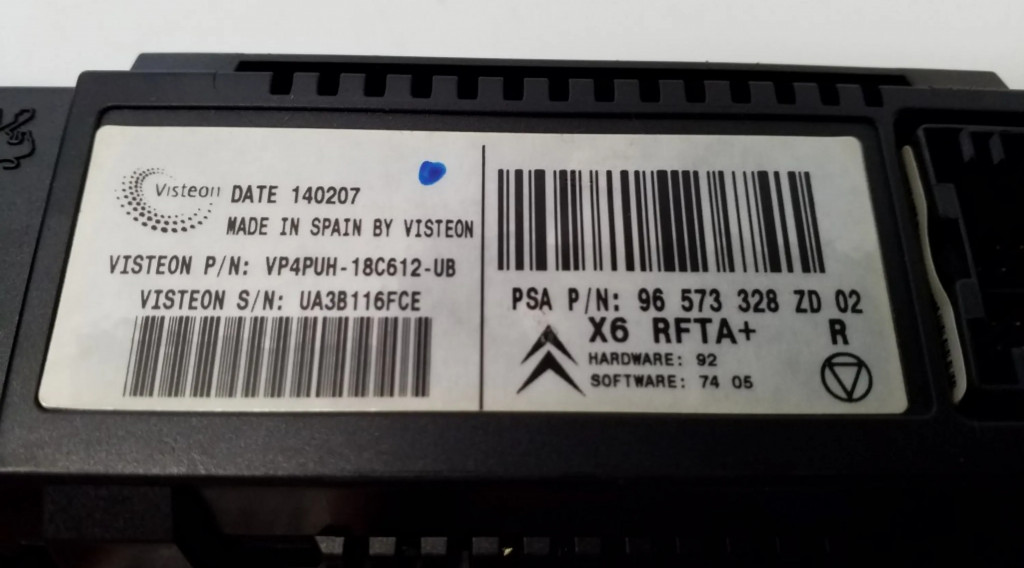 Visteon
DATE 140207
MADE IN SPAIN BY VISTEON
VISTEON P/N: VP4PUH-18C612-UB
VISTEON S/N: UA3B116FCE
PSA P/N: 96 573 328 ZD 02
X6 RFTA+ R
HARDWARE: 92
SOFTWARE: 74 05